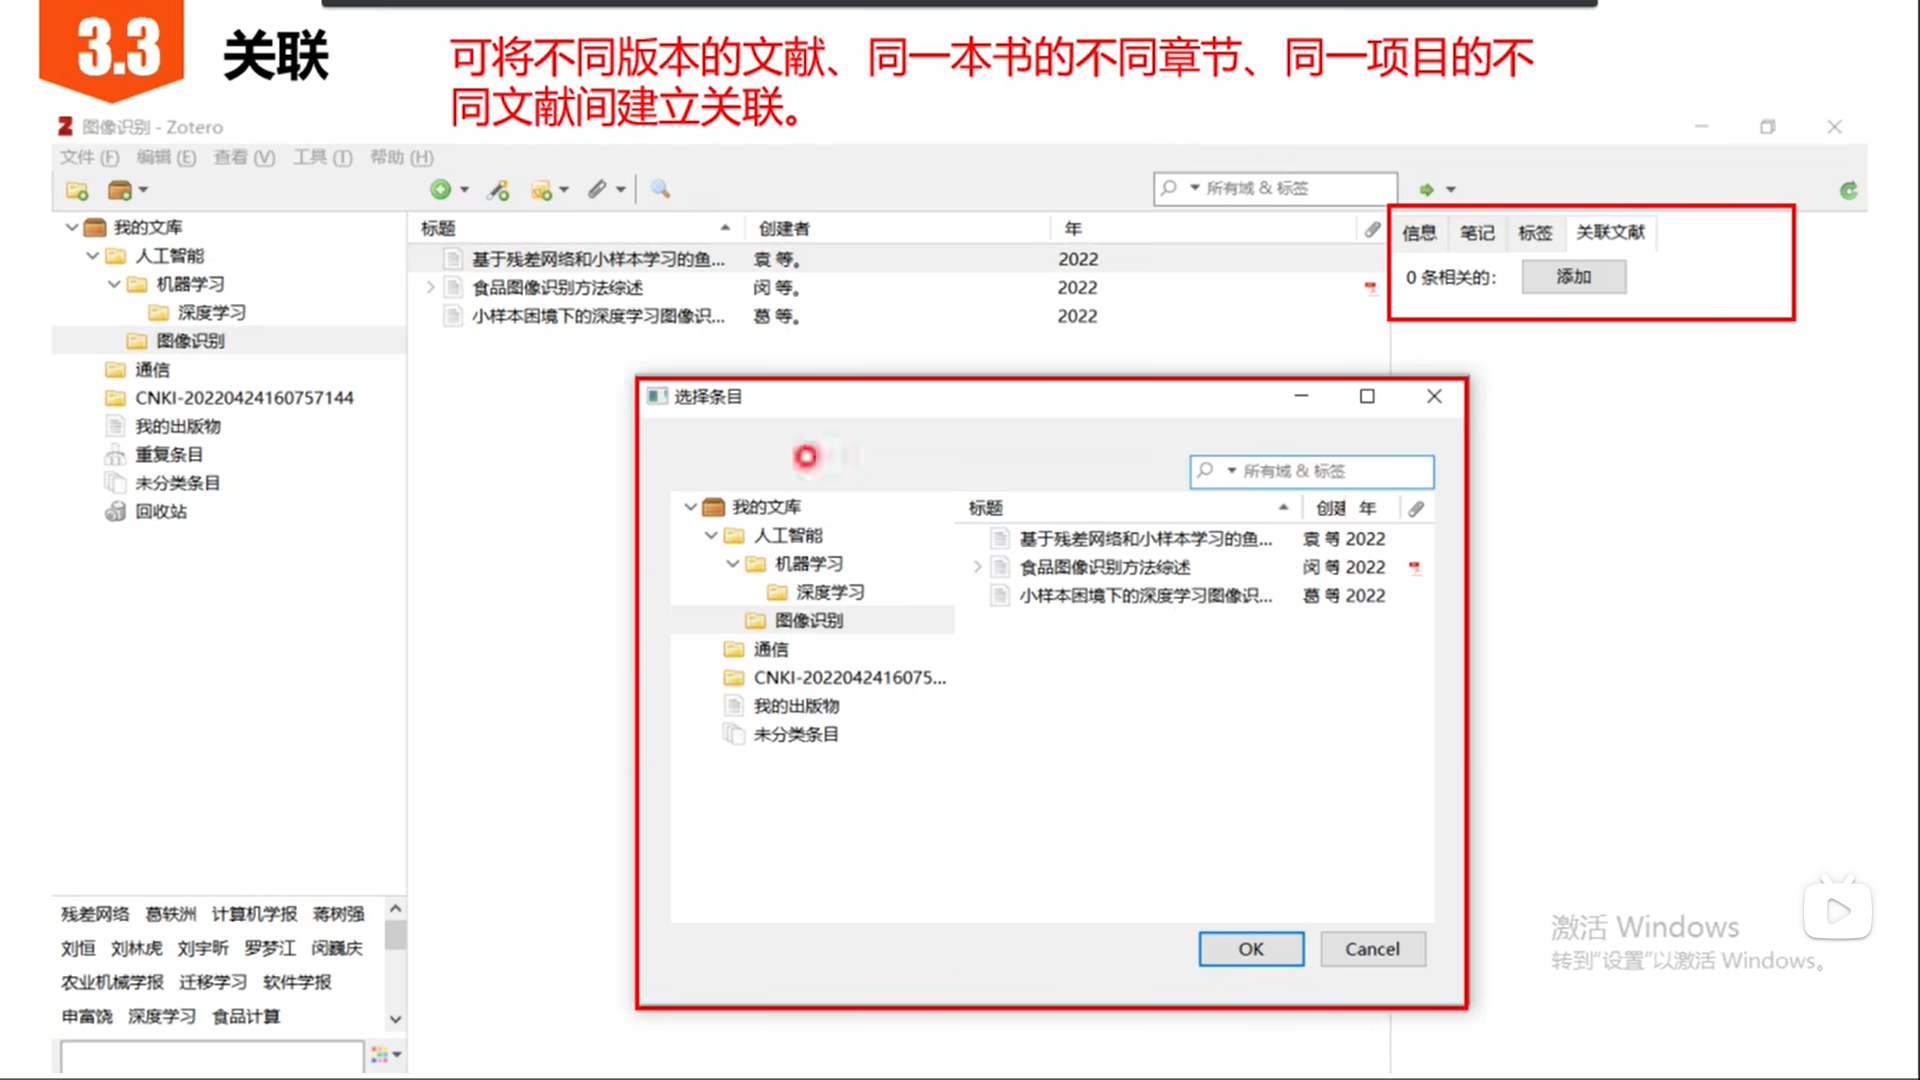 3.3 关联
可将不同版本的文献、同一本书的不同章节、同一项目的不
同文献间建立关联。
图像识别 - Zotero
文件 (F) 编辑 (E) 查看 (V) 工具 (T) 帮助 (H)
所有域 & 标签
我的文库
人工智能
机器学习
深度学习
图像识别
通信
CNKI-20220424160757144
我的出版物
重复条目
未分类条目
回收站
标题 创建者 年
基于残差网络和小样本学习的鱼... 袁 等。 2022
食品图像识别方法综述 闵 等。 2022
小样本困境下的深度学习图像识... 葛 等。 2022
信息 笔记 标签 关联文献
0 条相关的: 添加
选择条目
所有域 & 标签
我的文库
人工智能
机器学习
深度学习
图像识别
通信
CNKI-2022042416075...
我的出版物
未分类条目
标题 创建 年
基于残差网络和小样本学习的鱼... 袁 等 2022
食品图像识别方法综述 闵 等 2022
小样本困境下的深度学习图像识... 葛 等 2022
OK Cancel
残差网络 葛轶洲 计算机学报 蒋树强
刘恒 刘林虎 刘宇昕 罗梦江 闵巍庆
农业机械学报 迁移学习 软件学报
申富饶 深度学习 食品计算
激活 Windows
转到“设置”以激活 Windows。